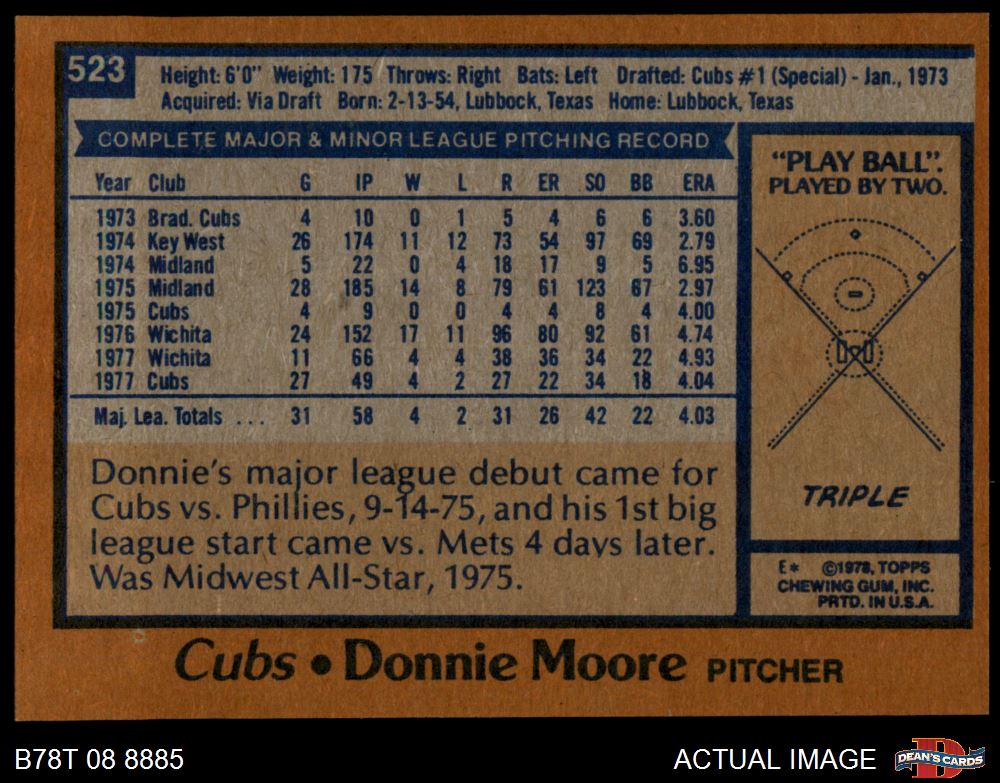 523
Height: 6'0" Weight: 175 Throws: Right Bats: Left Drafted: Cubs #1 (Special) - Jan., 1973
Acquired: Via Draft Born: 2-13-54, Lubbock, Texas Home: Lubbock, Texas
COMPLETE MAJOR & MINOR LEAGUE PITCHING RECORD
Year Club G IP W L R ER SO BB ERA
1973 Brad. Cubs 4 10 0 1 5 4 6 6 3.60
1974 Key West 26 174 11 12 73 54 97 69 2.79
1974 Midland 5 22 0 4 18 17 9 5 6.95
1975 Midland 28 185 14 8 79 61 123 67 2.97
1975 Cubs 4 9 0 0 4 4 8 4 4.00
1976 Wichita 24 152 17 11 96 80 92 61 4.74
1977 Wichita 11 66 4 4 38 36 34 22 4.93
1977 Cubs 27 49 4 2 27 22 34 18 4.04
Maj. Lea. Totals ... 31 58 4 2 31 26 42 22 4.03
Donnie's major league debut came for
Cubs vs. Phillies, 9-14-75, and his 1st big
league start came vs. Mets 4 days later.
Was Midwest All-Star, 1975.
"PLAY BALL".
PLAYED BY TWO.
TRIPLE
E* ©1978, TOPPS
CHEWING GUM, INC.
PRTD. IN U.S.A.
Cubs • Donnie Moore PITCHER
B78T 08 8885
ACTUAL IMAGE
D
DEAN'S CARDS